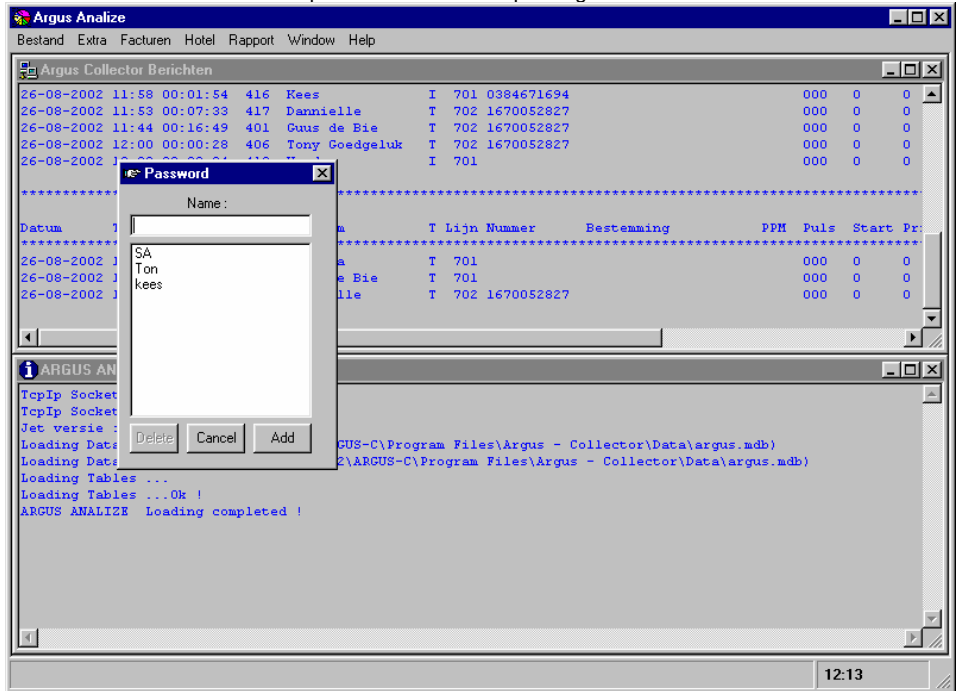 Argus Analize
Bestand Extra Facturen Hotel Rapport Window Help
Argus Collector Berichten
26-08-2002 11:58 00:01:54 416 Kees I 701 0384671694 000 0 0
26-08-2002 11:53 00:07:33 417 Dannielle T 702 1670052827 000 0 0
26-08-2002 11:44 00:16:49 401 Guus de Bie T 702 1670052827 000 0 0
26-08-2002 12:00 00:00:28 406 Tony Goedgeluk T 702 1670052827 000 0 0
26-08-2002 I 701 000 0 0
Datum T Lijn Nummer Bestemming PPM Puls Start Pr
26-08-2002 T 701 000 0 0
26-08-2002 e Bie T 701 000 0 0
26-08-2002 lle T 702 1670052827 000 0 0
Password
Name :
SA
Ton
kees
Delete Cancel Add
ARGUS AN
TcpIp Socket
TcpIp Socket
Jet versie :
Loading Data GUS-C\Program Files\Argus - Collector\Data\argus.mdb)
Loading Data 2\ARGUS-C\Program Files\Argus - Collector\Data\argus.mdb)
Loading Tables ...
Loading Tables ...Ok !
ARGUS ANALIZE Loading completed !
12:13